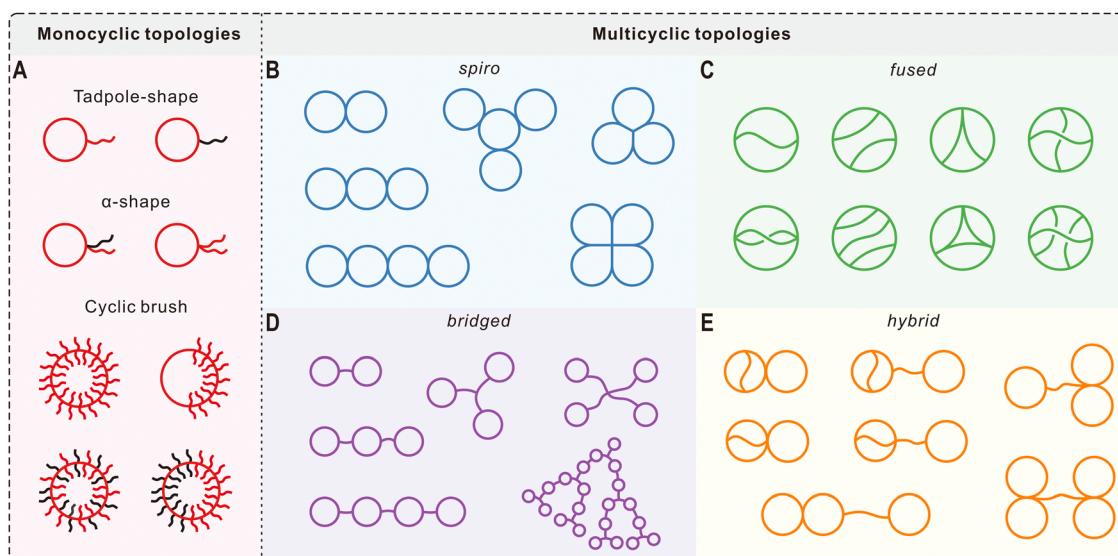 Monocyclic topologies
Multicyclic topologies
A
Tadpole-shape
α-shape
Cyclic brush
B
spiro
C
fused
D
bridged
E
hybrid